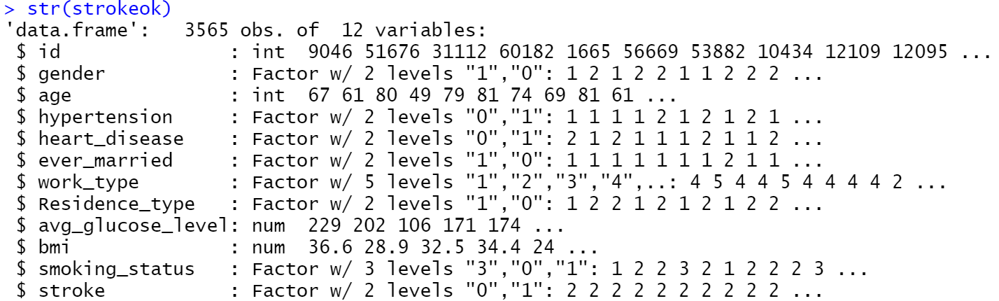 > str(strokeok)
'data.frame':   3565 obs. of  12 variables:
 $ id               : int  9046 51676 31112 60182 1665 56669 53882 10434 12109 12095 ...
 $ gender           : Factor w/ 2 levels "1","0": 1 2 1 2 2 1 1 2 2 2 ...
 $ age              : int  67 61 80 49 79 81 74 69 81 61 ...
 $ hypertension     : Factor w/ 2 levels "0","1": 1 1 1 1 2 1 2 1 2 1 ...
 $ heart_disease    : Factor w/ 2 levels "0","1": 2 1 2 1 1 1 2 1 1 2 ...
 $ ever_married     : Factor w/ 2 levels "1","0": 1 1 1 1 1 1 1 2 1 1 ...
 $ work_type        : Factor w/ 5 levels "1","2","3","4",..: 4 5 4 4 5 4 4 4 4 2 ...
 $ Residence_type   : Factor w/ 2 levels "1","0": 1 2 2 1 2 1 2 1 2 2 ...
 $ avg_glucose_level: num  229 202 106 171 174 ...
 $ bmi              : num  36.6 28.9 32.5 34.4 24 ...
 $ smoking_status   : Factor w/ 3 levels "3","0","1": 1 2 2 3 2 1 2 2 2 3 ...
 $ stroke           : Factor w/ 2 levels "0","1": 2 2 2 2 2 2 2 2 2 2 ...